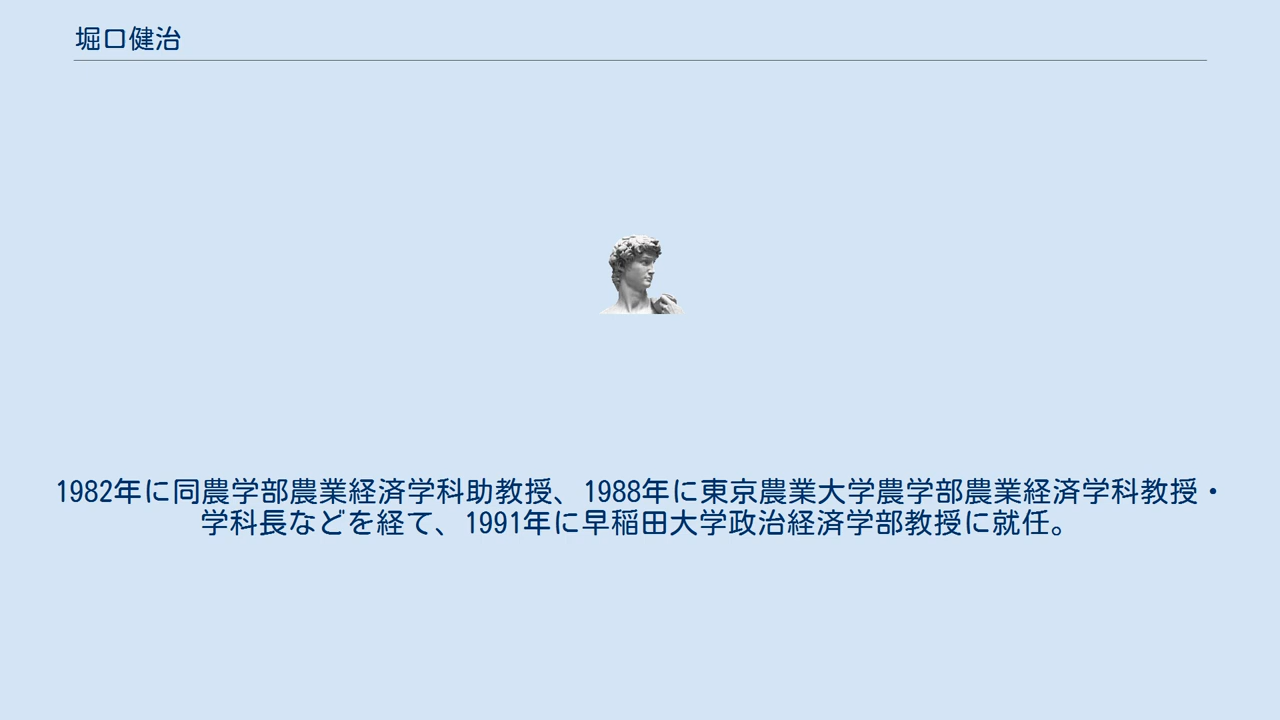 堀口健治
1982年に同農学部農業経済学科助教授、1988年に東京農業大学農学部農業経済学科教授・
学科長などを経て、1991年に早稲田大学政治経済学部教授に就任。